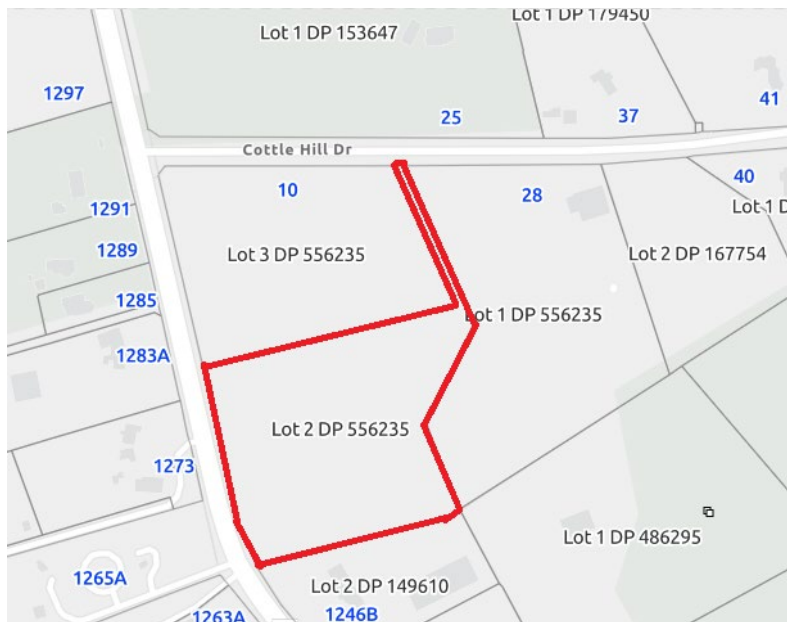 Lot 1 DP 179450
Lot 1 DP 153647
1297
25
37
41
Cottle Hill Dr
10
28
40
1291
Lot 1 D
1289
Lot 3 DP 556235
Lot 2 DP 167754
1285
Lot 1 DP 556235
1283A
Lot 2 DP 556235
1273
Lot 1 DP 486295
1265A
Lot 2 DP 149610
1263A
1246B